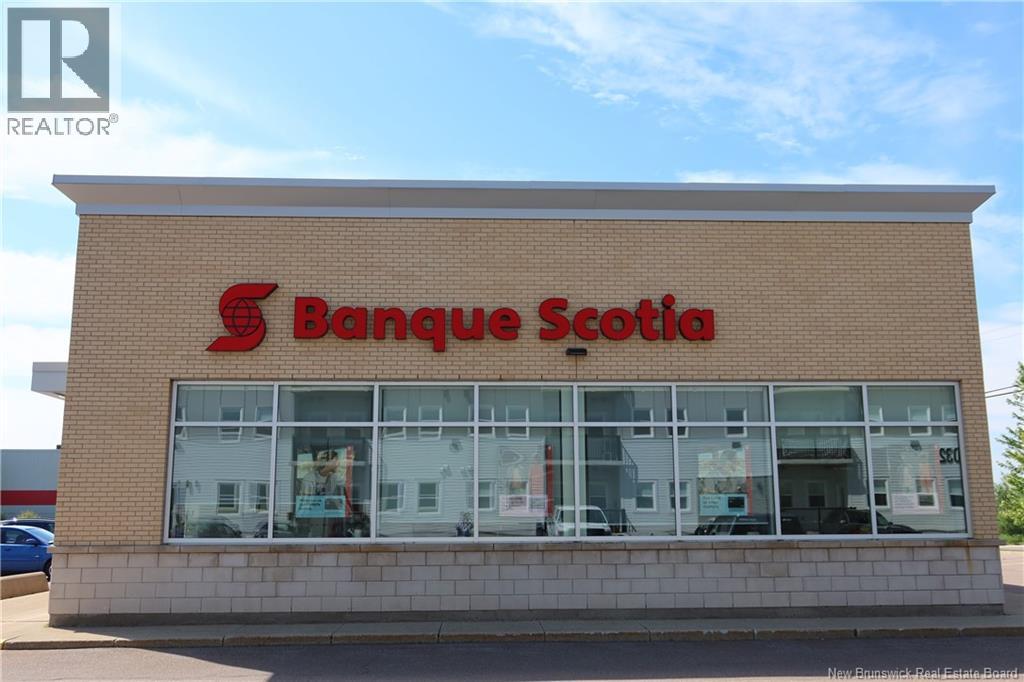 REALTOR®
Banque Scotia
New Brunswick Real Estate Board